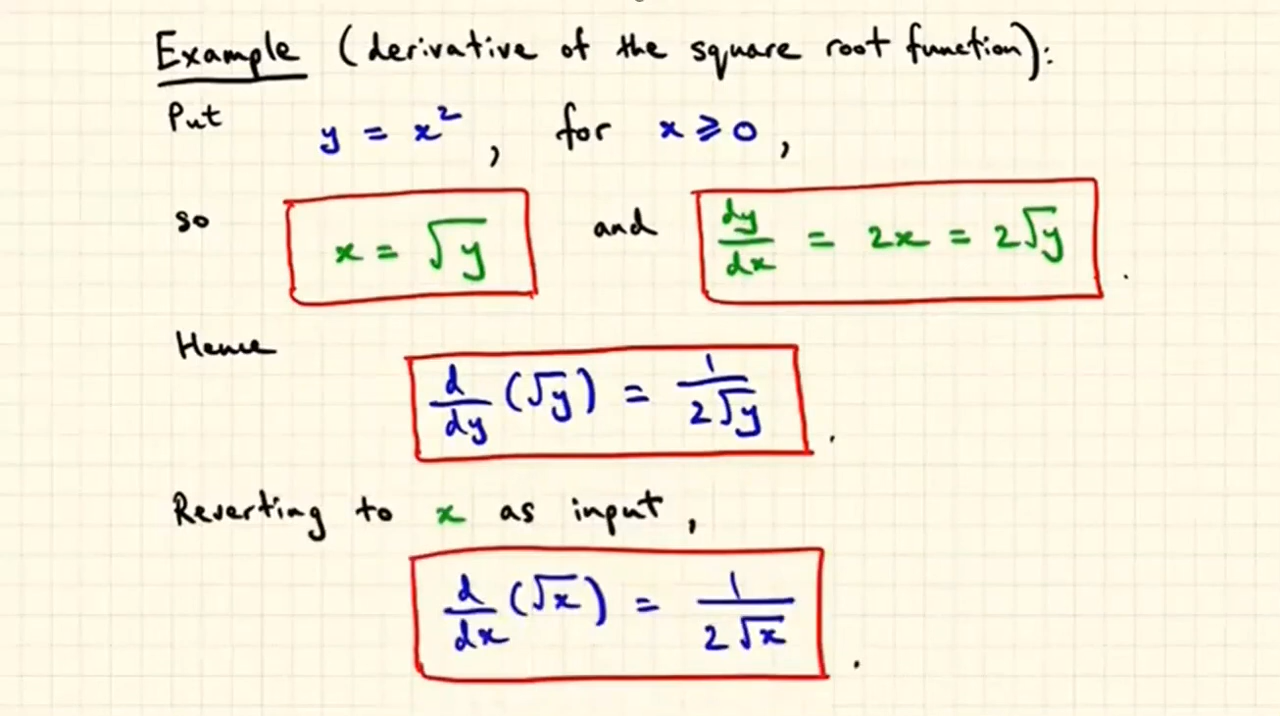 Example (derivative of the square root function):
Put y = x², for x ⩾ 0,
so x = √y and dy/dx = 2x = 2√y.
Hence
d/dy (√y) = 1/(2√y).
Reverting to x as input,
d/dx (√x) = 1/(2√x).